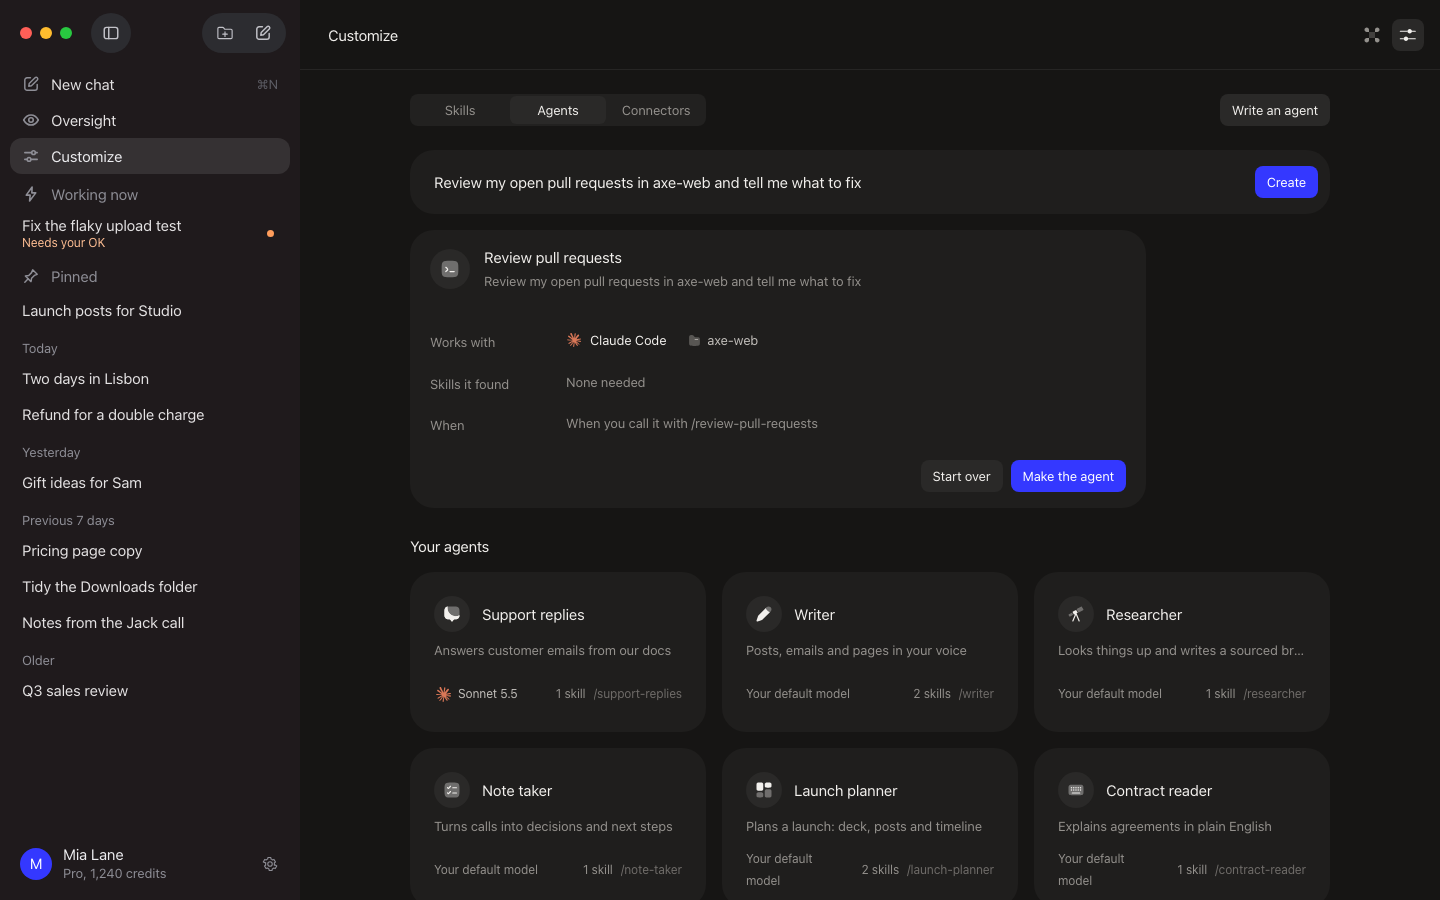 Customize
New chat
⌘N
Oversight
Customize
Working now
Fix the flaky upload test
Needs your OK
Pinned
Launch posts for Studio
Today
Two days in Lisbon
Refund for a double charge
Yesterday
Gift ideas for Sam
Previous 7 days
Pricing page copy
Tidy the Downloads folder
Notes from the Jack call
Older
Q3 sales review
M
Mia Lane
Pro, 1,240 credits
Skills Agents Connectors
Write an agent
Review my open pull requests in axe-web and tell me what to fix
Create
Review pull requests
Review my open pull requests in axe-web and tell me what to fix
Works with Claude Code axe-web
Skills it found None needed
When When you call it with /review-pull-requests
Start over Make the agent
Your agents
Support replies
Answers customer emails from our docs
Sonnet 5.5 1 skill /support-replies
Writer
Posts, emails and pages in your voice
Your default model 2 skills /writer
Researcher
Looks things up and writes a sourced br...
Your default model 1 skill /researcher
Note taker
Turns calls into decisions and next steps
Your default model 1 skill /note-taker
Launch planner
Plans a launch: deck, posts and timeline
Your default
model
2 skills /launch-planner
Contract reader
Explains agreements in plain English
Your default
model
1 skill /contract-reader